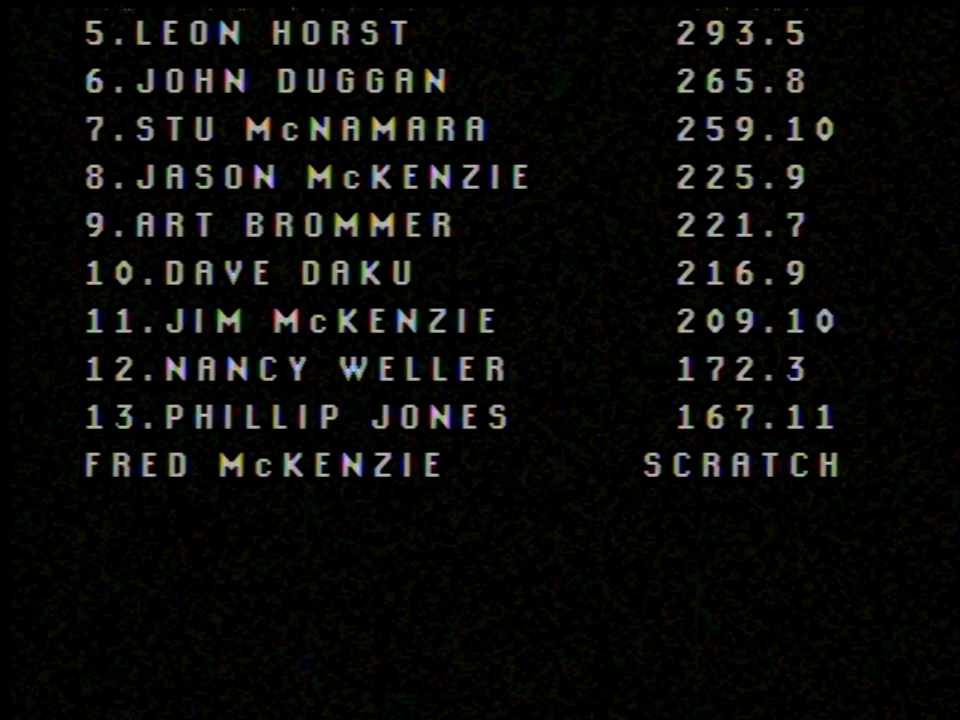 5.LEON HORST 293.5
6.JOHN DUGGAN 265.8
7.STU McNAMARA 259.10
8.JASON McKENZIE 225.9
9.ART BROMMER 221.7
10.DAVE DAKU 216.9
11.JIM McKENZIE 209.10
12.NANCY WELLER 172.3
13.PHILLIP JONES 167.11
FRED McKENZIE SCRATCH